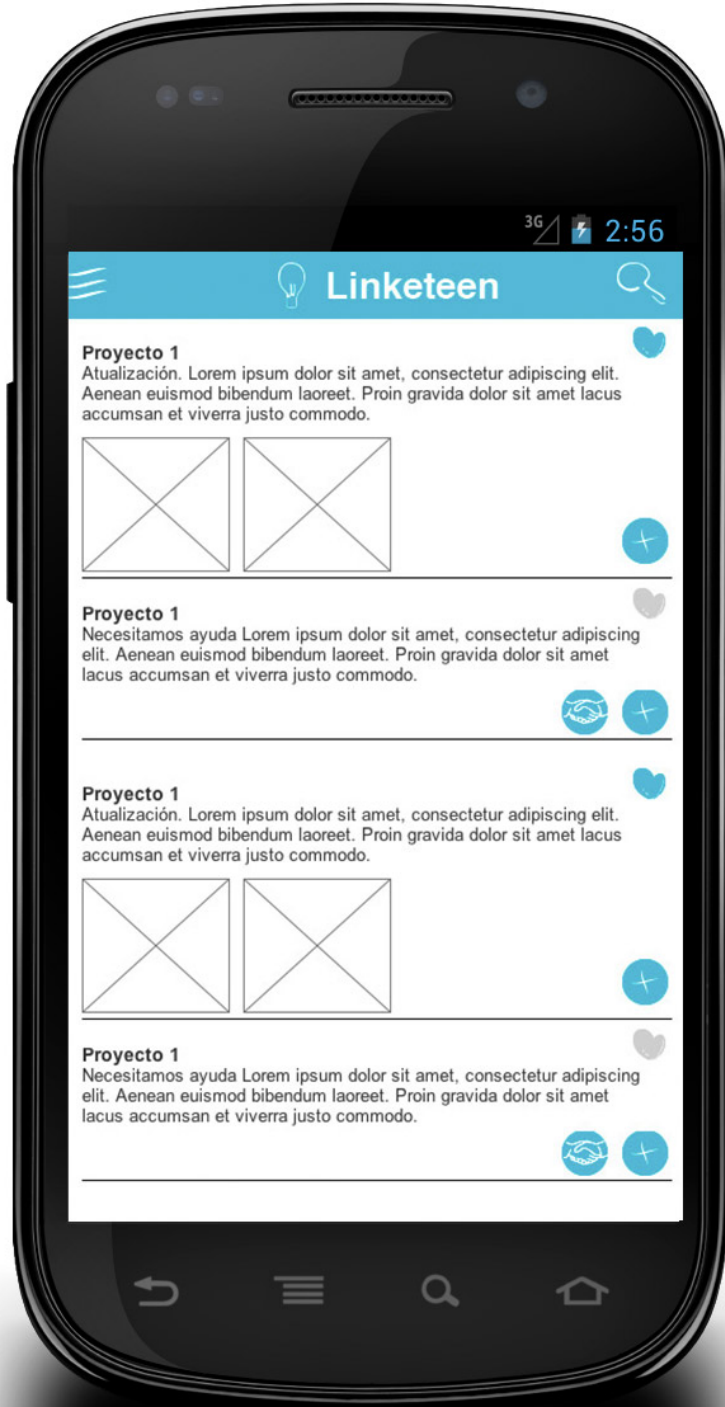 3G 2:56
Linketeen
Proyecto 1
Atualización. Lorem ipsum dolor sit amet, consectetur adipiscing elit.
Aenean euismod bibendum laoreet. Proin gravida dolor sit amet lacus
accumsan et viverra justo commodo.
Proyecto 1
Necesitamos ayuda Lorem ipsum dolor sit amet, consectetur adipiscing
elit. Aenean euismod bibendum laoreet. Proin gravida dolor sit amet
lacus accumsan et viverra justo commodo.
Proyecto 1
Atualización. Lorem ipsum dolor sit amet, consectetur adipiscing elit.
Aenean euismod bibendum laoreet. Proin gravida dolor sit amet lacus
accumsan et viverra justo commodo.
Proyecto 1
Necesitamos ayuda Lorem ipsum dolor sit amet, consectetur adipiscing
elit. Aenean euismod bibendum laoreet. Proin gravida dolor sit amet
lacus accumsan et viverra justo commodo.